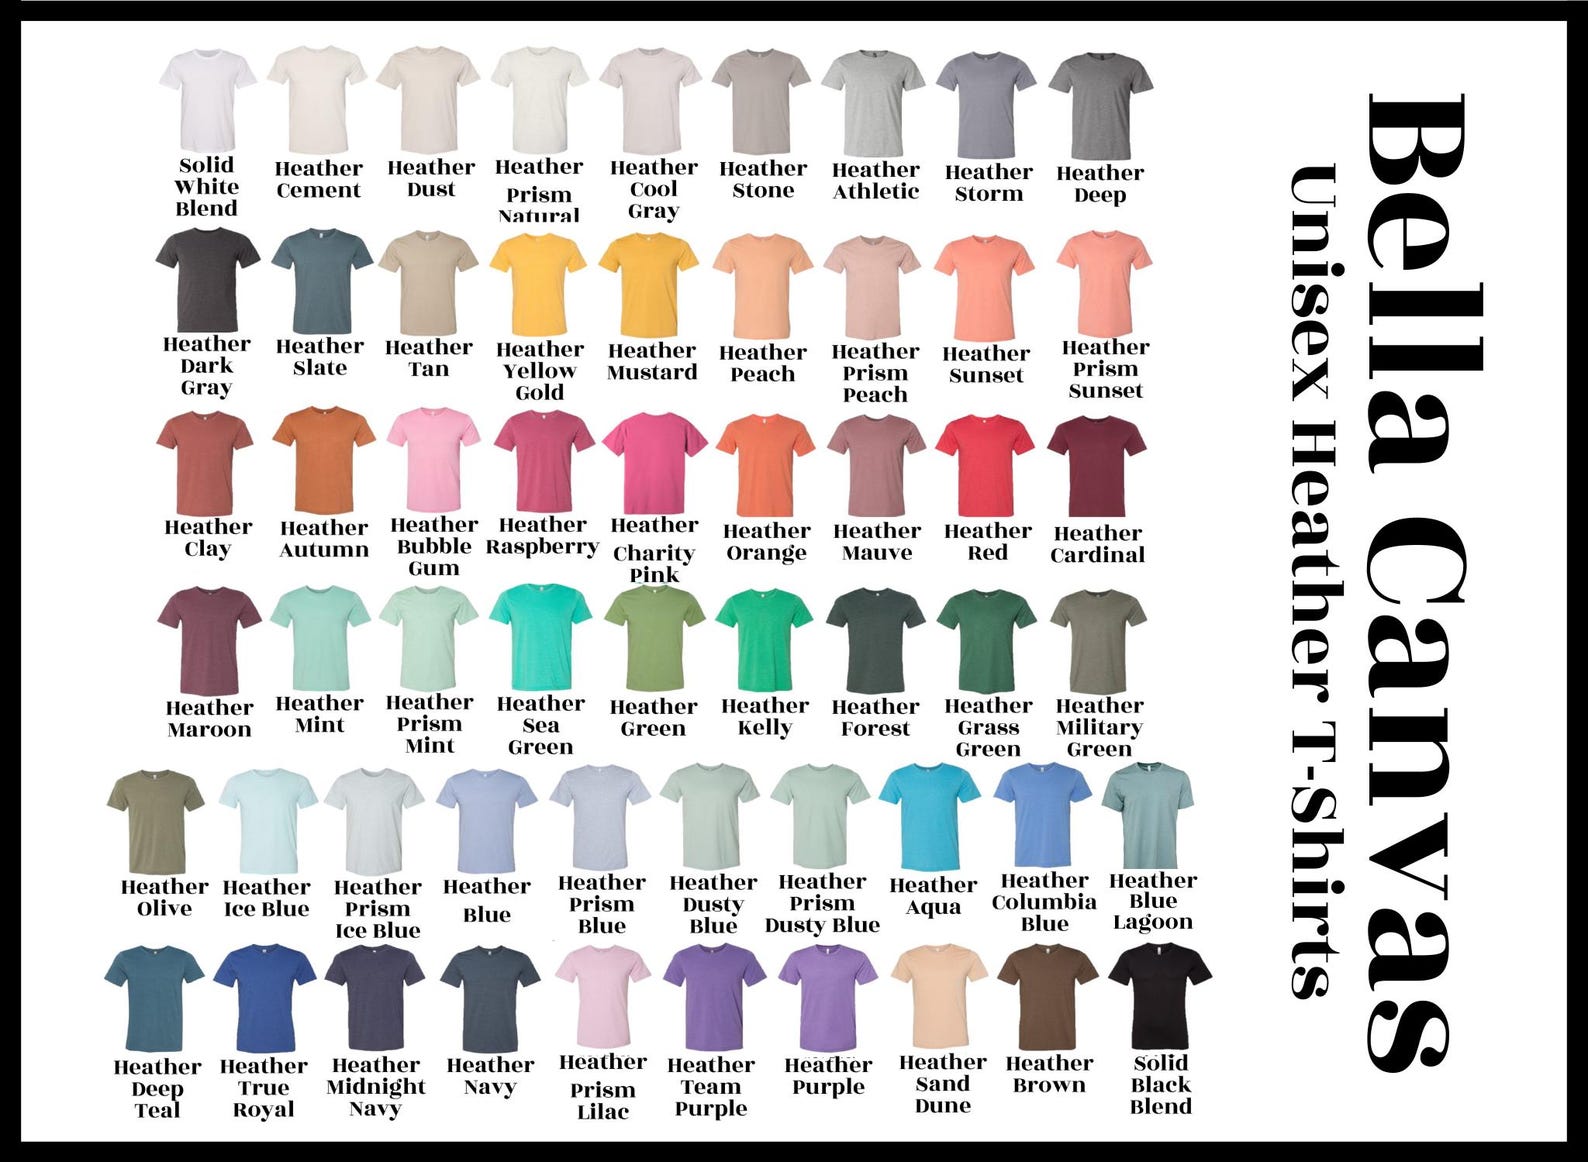 Solid
White
Blend
Heather
Cement
Heather
Dust
Heather
Prism
Natural
Heather
Cool
Gray
Heather
Stone
Heather
Athletic
Heather
Storm
Heather
Deep
Heather
Dark
Gray
Heather
Slate
Heather
Tan
Heather
Yellow
Gold
Heather
Mustard
Heather
Peach
Heather
Prism
Peach
Heather
Sunset
Heather
Prism
Sunset
Heather
Clay
Heather
Autumn
Heather
Bubble
Gum
Heather
Raspberry
Heather
Charity
Pink
Heather
Orange
Heather
Mauve
Heather
Red
Heather
Cardinal
Heather
Maroon
Heather
Mint
Heather
Prism
Mint
Heather
Sea
Green
Heather
Green
Heather
Kelly
Heather
Forest
Heather
Grass
Green
Heather
Military
Green
Heather
Olive
Heather
Ice Blue
Heather
Prism
Ice Blue
Heather
Blue
Heather
Prism
Blue
Heather
Dusty
Blue
Heather
Prism
Dusty Blue
Heather
Aqua
Heather
Columbia
Blue
Heather
Blue
Lagoon
Heather
Deep
Teal
Heather
True
Royal
Heather
Midnight
Navy
Heather
Navy
Heather
Prism
Lilac
Heather
Team
Purple
Heather
Purple
Heather
Sand
Dune
Heather
Brown
Solid
Black
Blend
Bella Canvas
Unisex Heather T-Shirts